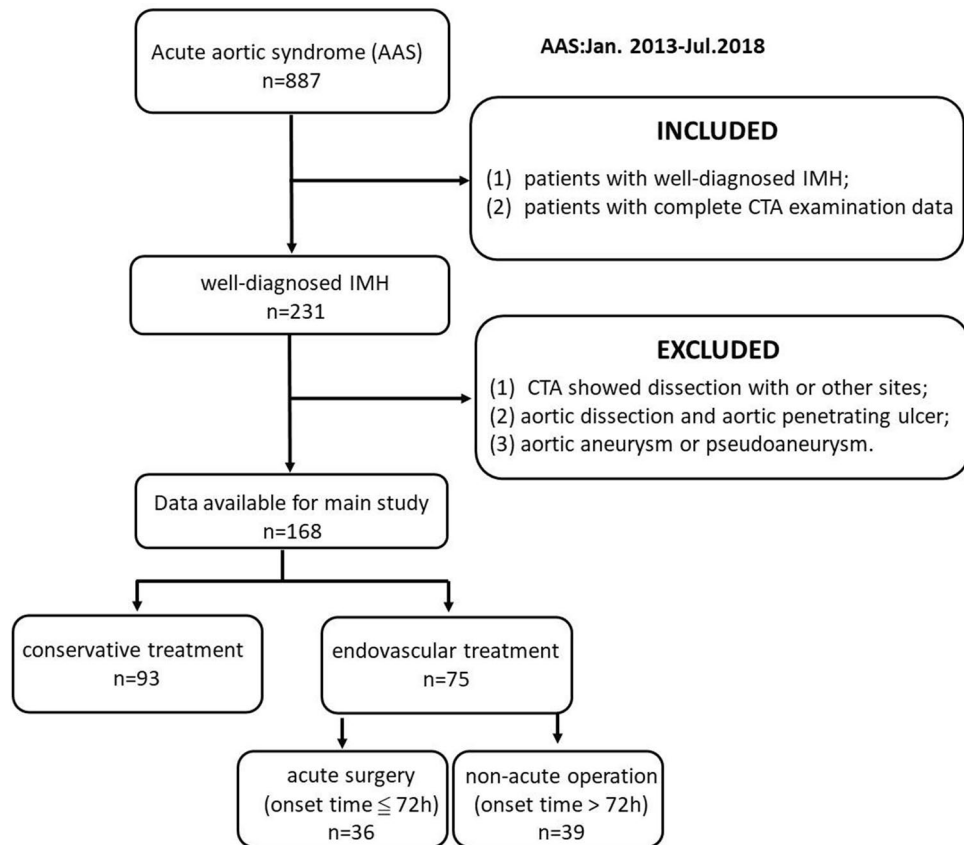 Acute aortic syndrome (AAS)
n=887
AAS:Jan. 2013-Jul.2018
INCLUDED
(1) patients with well-diagnosed IMH;
(2) patients with complete CTA examination data
well-diagnosed IMH
n=231
EXCLUDED
(1) CTA showed dissection with or other sites;
(2) aortic dissection and aortic penetrating ulcer;
(3) aortic aneurysm or pseudoaneurysm.
Data available for main study
n=168
conservative treatment
n=93
endovascular treatment
n=75
acute surgery
(onset time ≦ 72h)
n=36
non-acute operation
(onset time > 72h)
n=39